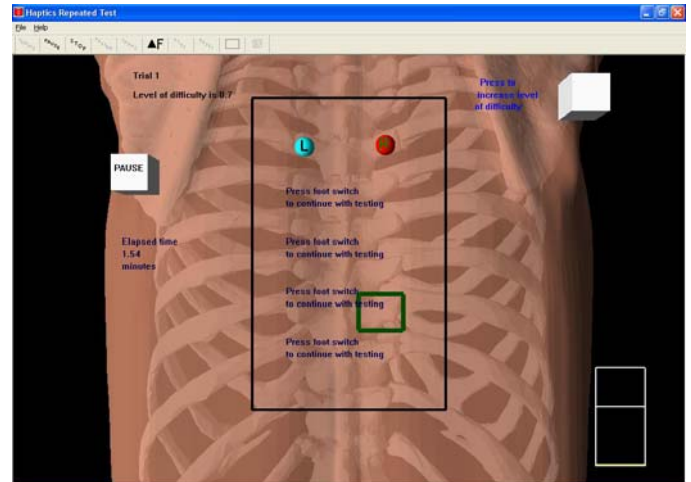 Haptics Repeated Test
File Help
PAUSE STOP AF
Trial 1
Level of difficulty is 0.7
Press to
increase level
of difficulty
L
PAUSE
Press foot switch
to continue with testing
Elapsed time
1.54
minutes
Press foot switch
to continue with testing
Press foot switch
to continue with testing
Press foot switch
to continue with testing